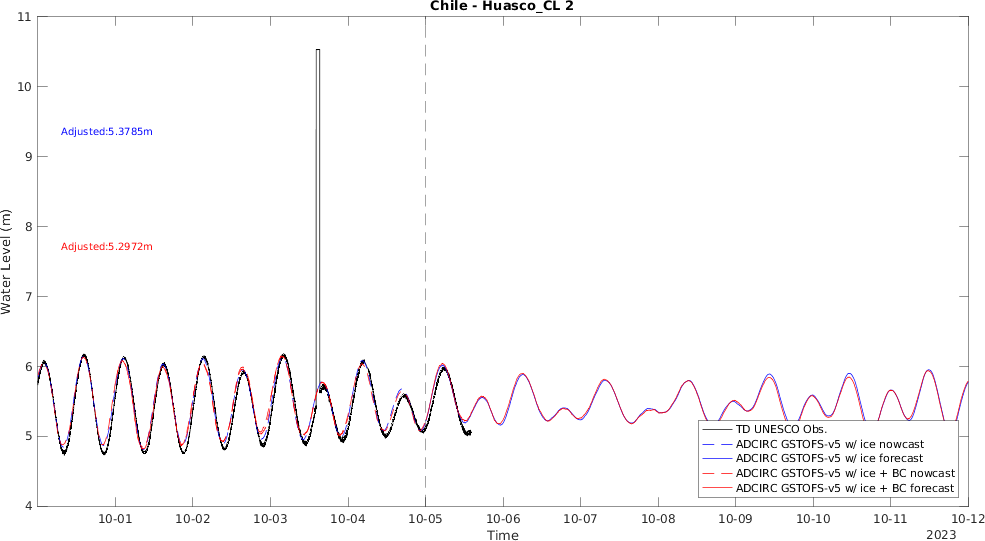 Chile - Huasco_CL 2
11
10
9
8
7
6
5
4
Water Level (m)
Adjusted:5.3785m
Adjusted:5.2972m
TD UNESCO Obs.
ADCIRC GSTOFS-v5 w/ ice nowcast
ADCIRC GSTOFS-v5 w/ ice forecast
ADCIRC GSTOFS-v5 w/ ice + BC nowcast
ADCIRC GSTOFS-v5 w/ ice + BC forecast
10-01 10-02 10-03 10-04 10-05 10-06 10-07 10-08 10-09 10-10 10-11 10-12
Time
2023